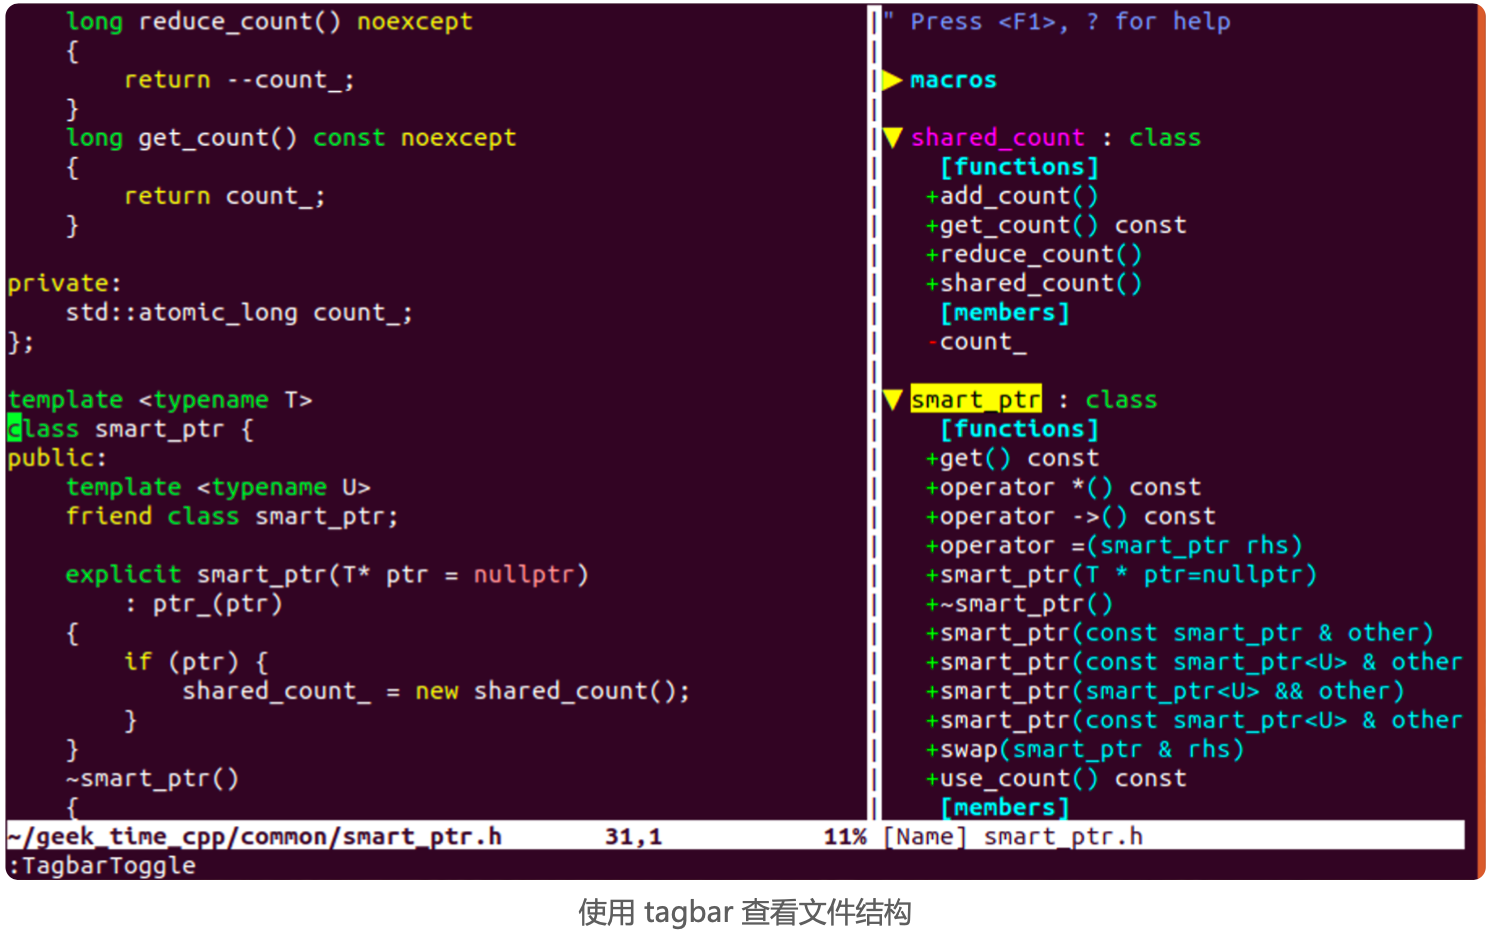 long reduce_count() noexcept
    {
        return --count_;
    }
    long get_count() const noexcept
    {
        return count_;
    }

private:
    std::atomic_long count_;
};

template <typename T>
class smart_ptr {
public:
    template <typename U>
    friend class smart_ptr;

    explicit smart_ptr(T* ptr = nullptr)
        : ptr_(ptr)
    {
        if (ptr) {
            shared_count_ = new shared_count();
        }
    }
    ~smart_ptr()
    {
~/geek_time_cpp/common/smart_ptr.h 31,1 11%
:TagbarToggle
" Press <F1>, ? for help

▶ macros

▼ shared_count : class
    [functions]
   +add_count()
   +get_count() const
   +reduce_count()
   +shared_count()
    [members]
   -count_

▼ smart_ptr : class
    [functions]
   +get() const
   +operator *() const
   +operator ->() const
   +operator =(smart_ptr rhs)
   +smart_ptr(T * ptr=nullptr)
   +~smart_ptr()
   +smart_ptr(const smart_ptr & other)
   +smart_ptr(const smart_ptr<U> & other
   +smart_ptr(smart_ptr<U> && other)
   +smart_ptr(const smart_ptr<U> & other
   +swap(smart_ptr & rhs)
   +use_count() const
    [members]
[Name] smart_ptr.h
使用 tagbar 查看文件结构